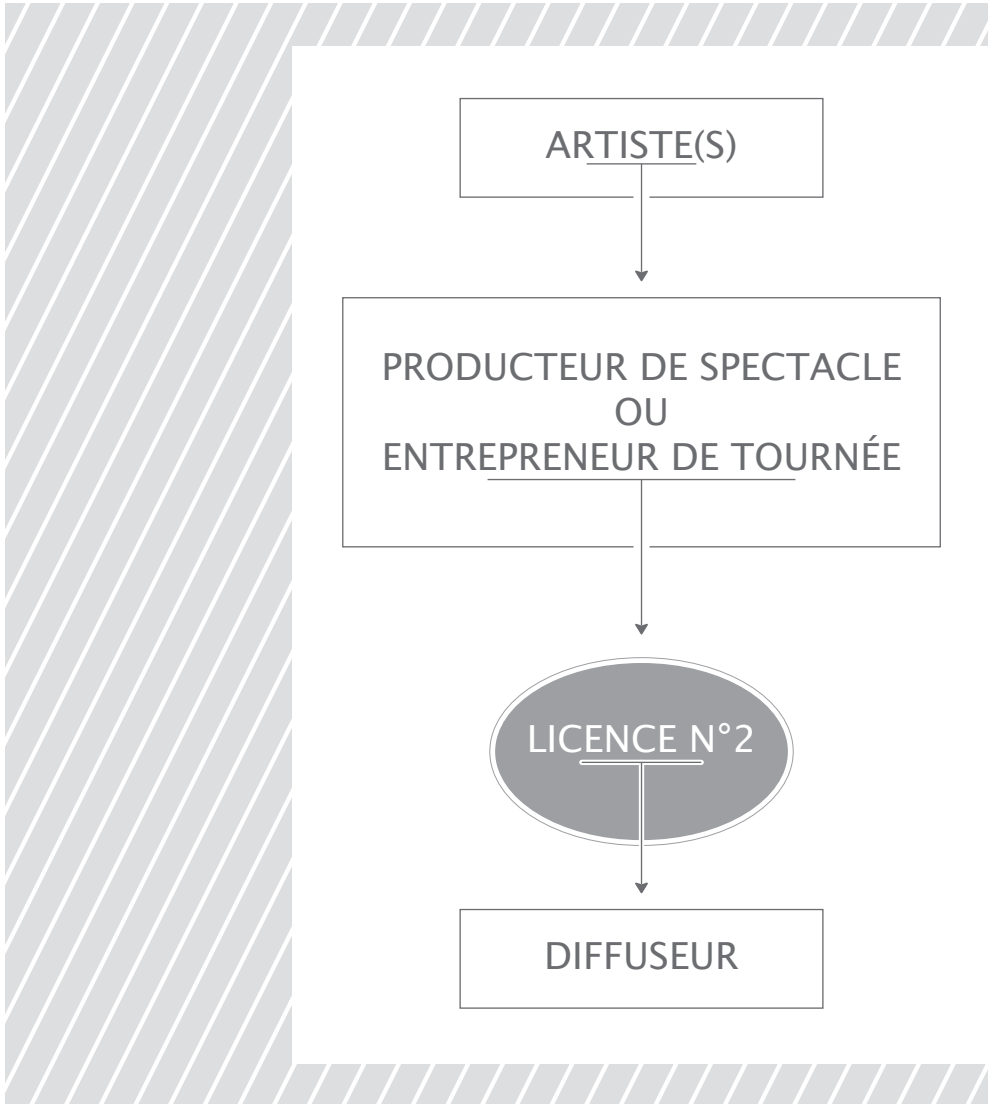 ARTISTE(S)
PRODUCTEUR DE SPECTACLE
OU
ENTREPRENEUR DE TOURNÉE
LICENCE N°2
DIFFUSEUR